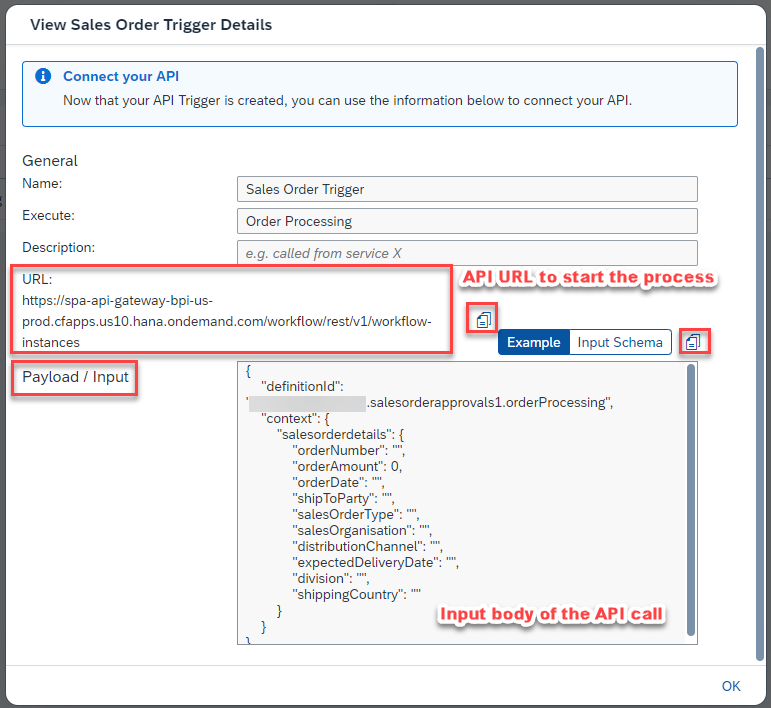 View Sales Order Trigger Details
Connect your API
Now that your API Trigger is created, you can use the information below to connect your API.
General
Name:
Sales Order Trigger
Execute:
Order Processing
Description:
e.g. called from service X
URL:
https://spa-api-gateway-bpi-us-
prod.cfapps.us10.hana.ondemand.com/workflow/rest/v1/workflow-
instances
API URL to start the process
Example
Input Schema
Payload / Input
{
"definitionId":
" .salesorderapprovals1.orderProcessing",
"context": {
"salesorderdetails": {
"orderNumber": "",
"orderAmount": 0,
"orderDate": "",
"shipToParty": "",
"salesOrderType": "",
"salesOrganisation": "",
"distributionChannel": "",
"expectedDeliveryDate": "",
"division": "",
"shippingCountry": ""
}
}
}
Input body of the API call
OK